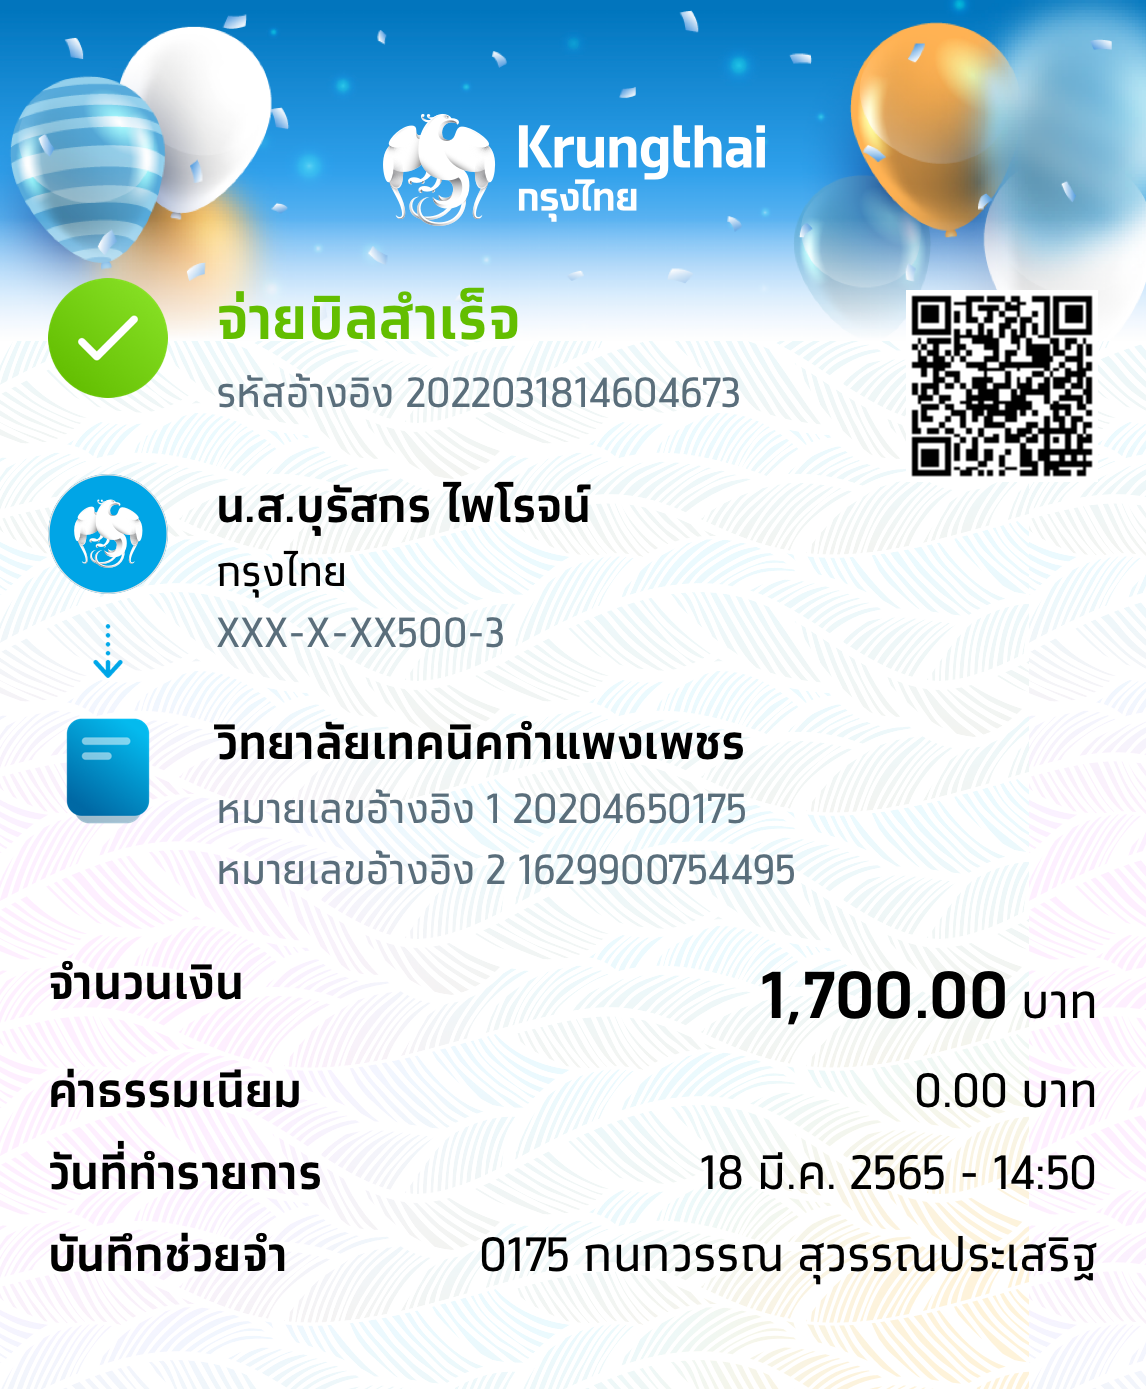 Krungthai
กรุงไทย
จ่ายบิลสำเร็จ
รหัสอ้างอิง 2022031814604673
น.ส.บุรัสกร ไพโรจน์
กรุงไทย
XXX-X-XX500-3
วิทยาลัยเทคนิคกำแพงเพชร
หมายเลขอ้างอิง 1 20204650175
หมายเลขอ้างอิง 2 1629900754495
จำนวนเงิน 1,700.00 บาท
ค่าธรรมเนียม 0.00 บาท
วันที่ทำรายการ 18 มี.ค. 2565 - 14:50
บันทึกช่วยจำ 0175 กนกวรรณ สุวรรณประเสริฐ